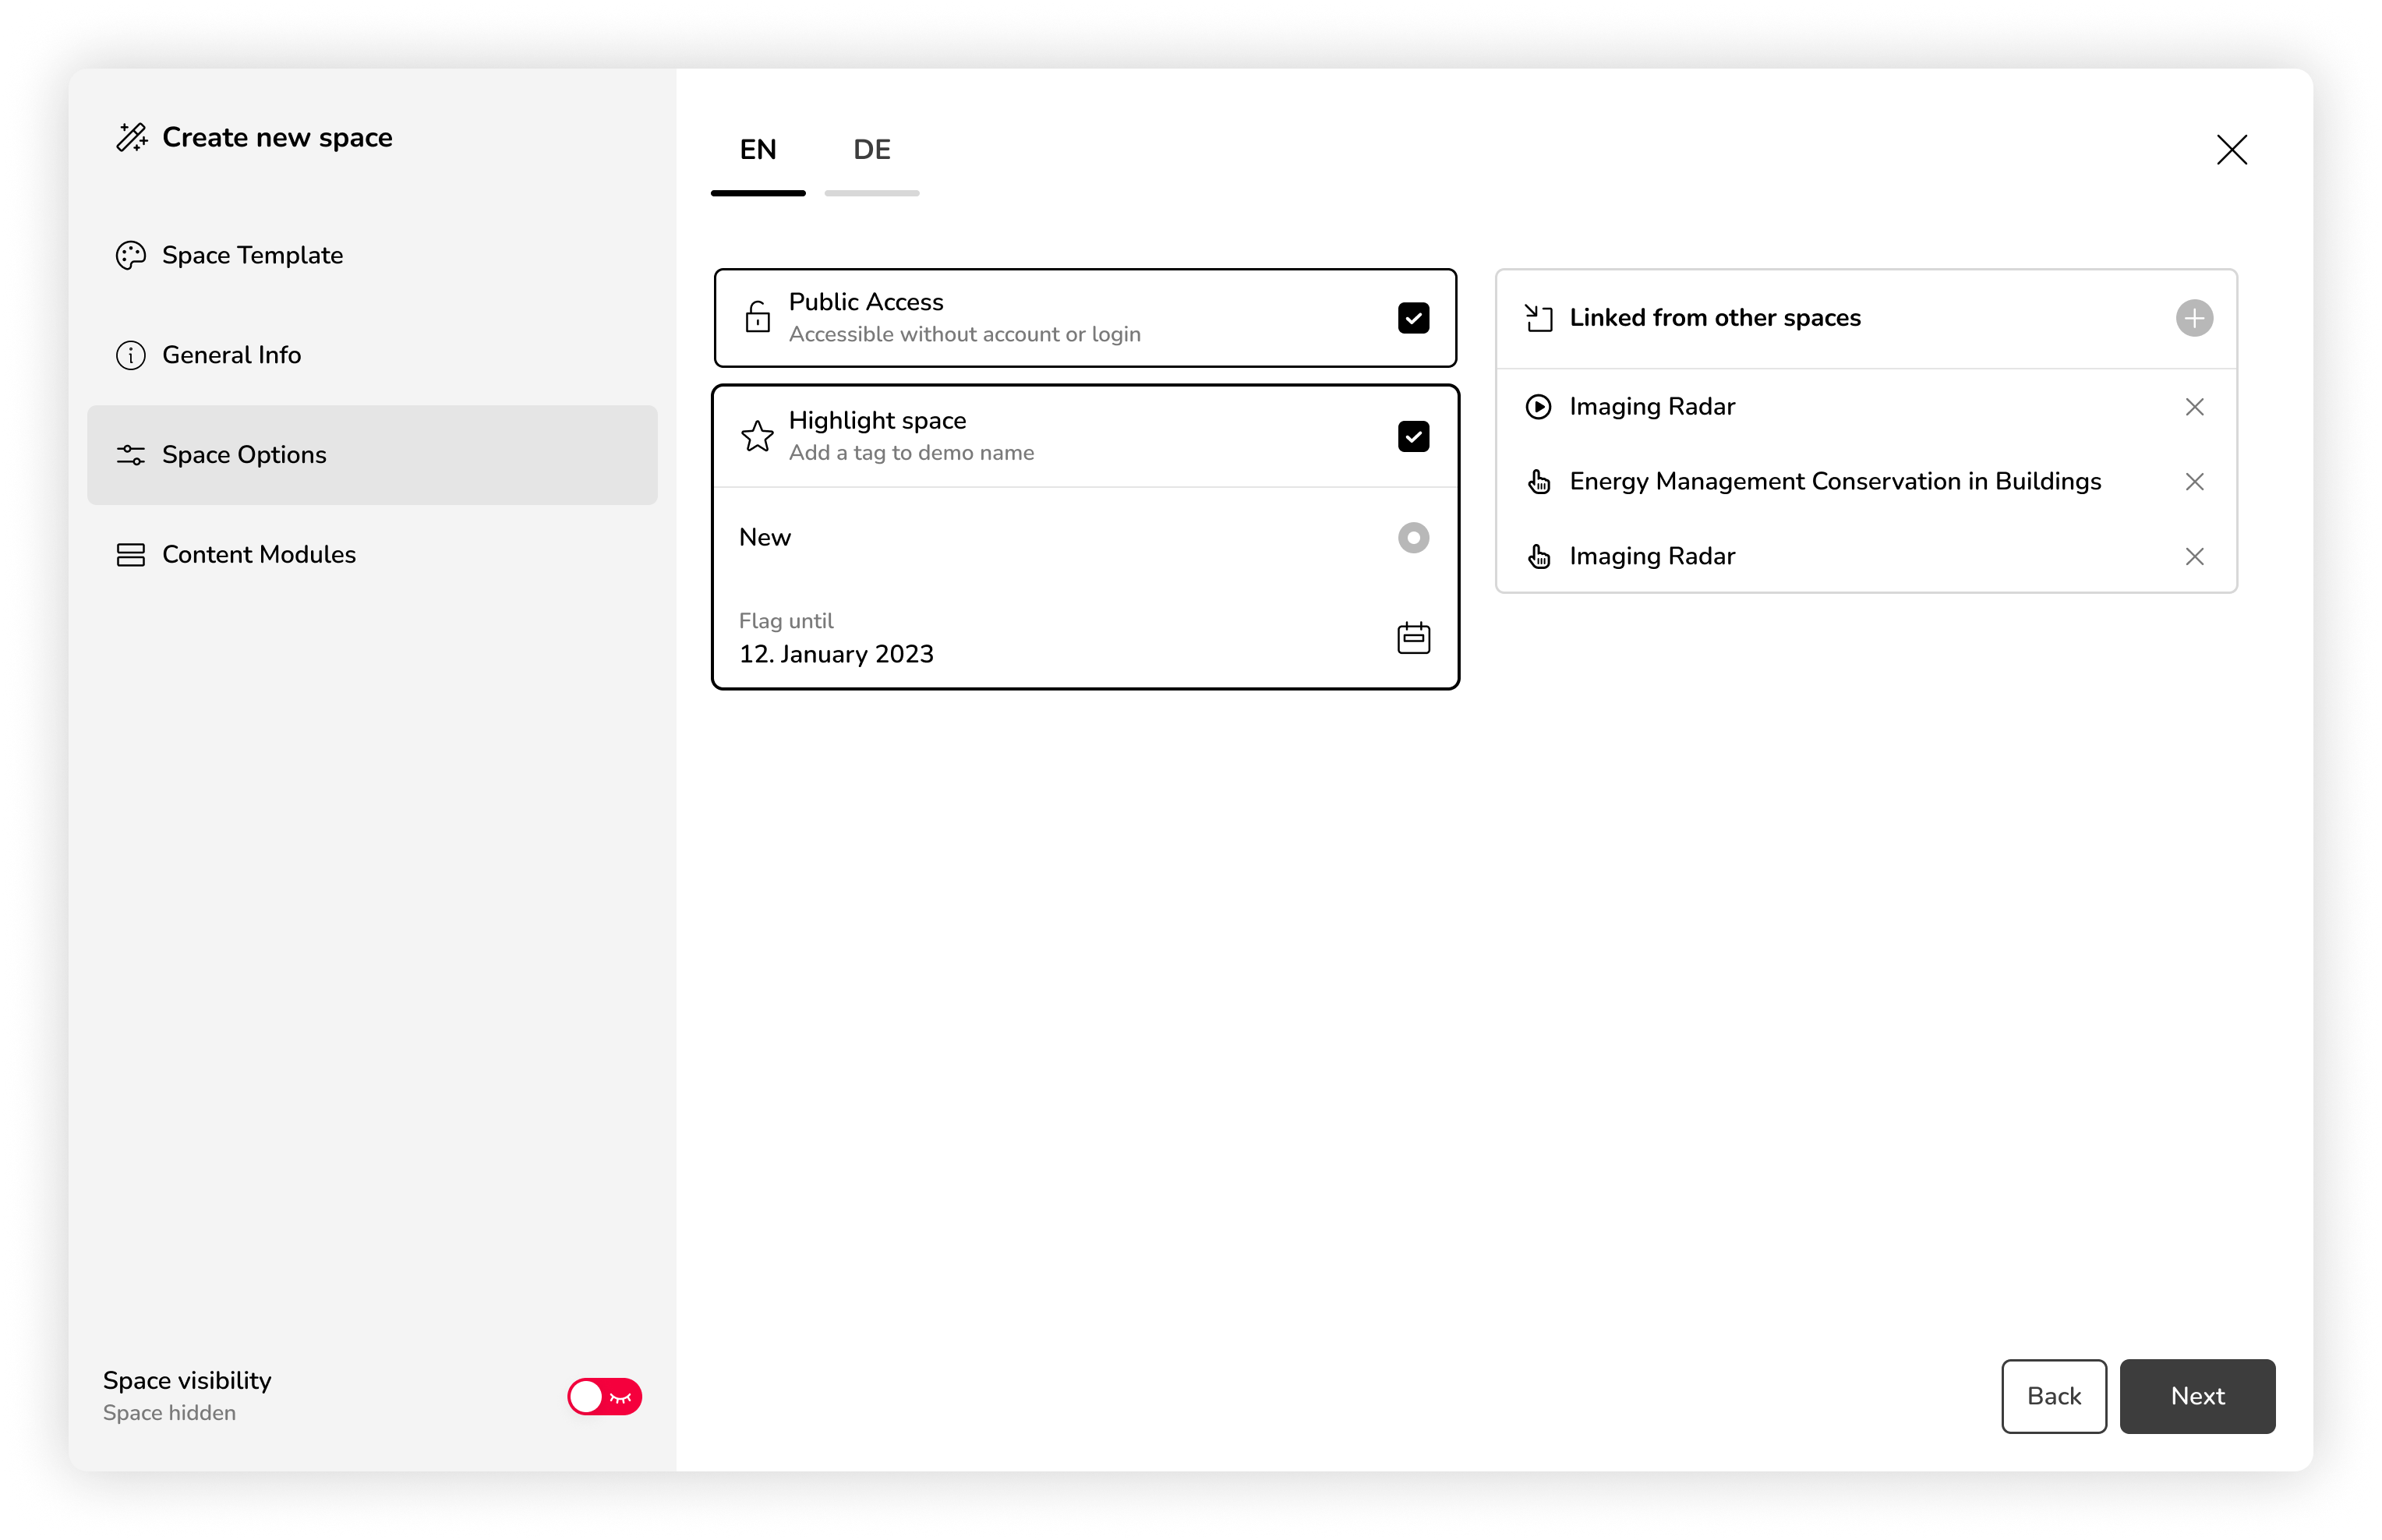 Create new space
Space Template
General Info
Space Options
Content Modules
Space visibility
Space hidden
EN
DE
Public Access
Accessible without account or login
Highlight space
Add a tag to demo name
New
Flag until
12. January 2023
Linked from other spaces
Imaging Radar
Energy Management Conservation in Buildings
Imaging Radar
Back
Next